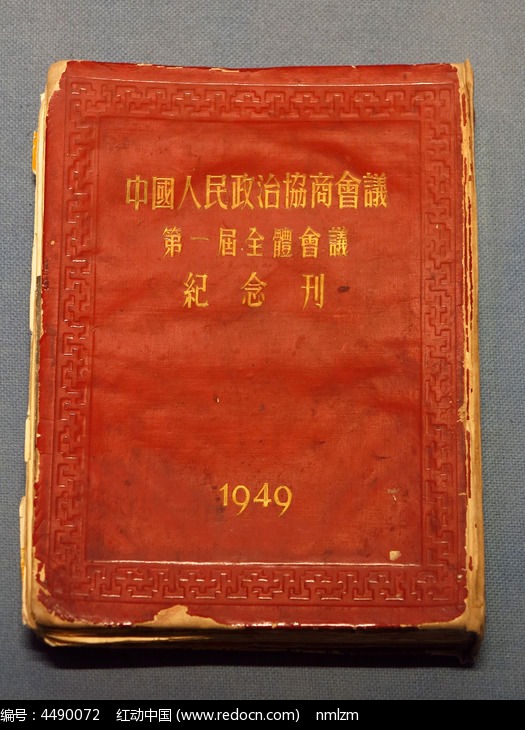 中國人民政治協商會議
第一屆全體會議
紀念刊
1949
编号：4490072 红动中国 (www.redocn.com) nmlzm